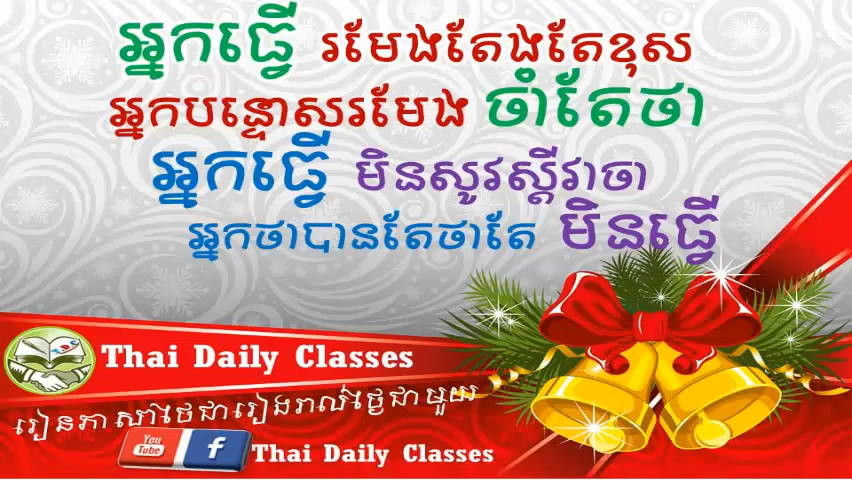 អ្នកធ្វើ រមែងតែងតែខុស
អ្នកបន្ទោសរមែង ចាំតែថា
អ្នកធ្វើ មិនសូវស្តីវាចា
អ្នកថាបានតែថាតែ មិនធ្វើ
Thai Daily Classes
រៀនភាសាថៃជារៀងរាល់ថ្ងៃជាមួយ
You Tube f Thai Daily Classes